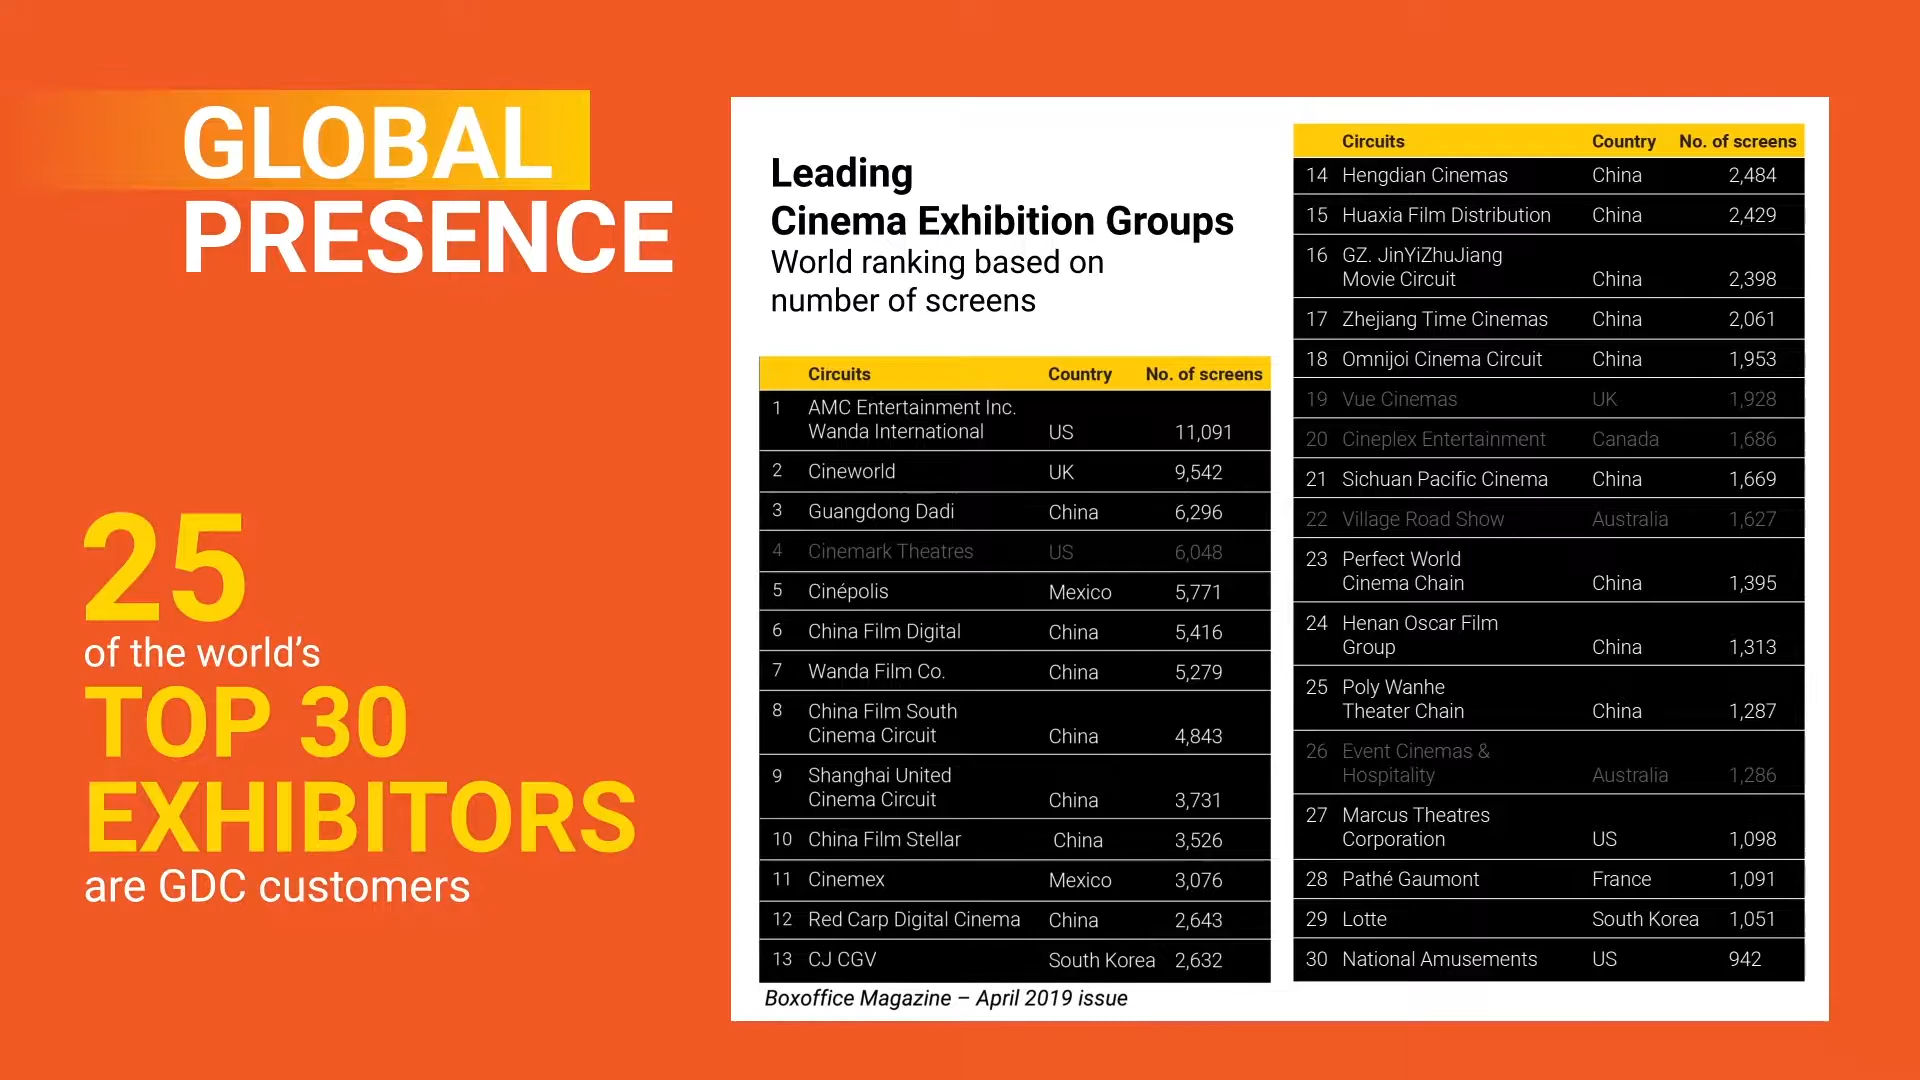 GLOBAL
PRESENCE
25
of the world's
TOP 30
EXHIBITORS
are GDC customers
Leading
Cinema Exhibition Groups
World ranking based on
number of screens
Circuits Country No. of screens
1 AMC Entertainment Inc.
Wanda International US 11,091
2 Cineworld UK 9,542
3 Guangdong Dadi China 6,296
4 Cinemark Theatres US 6,048
5 Cinépolis Mexico 5,771
6 China Film Digital China 5,416
7 Wanda Film Co. China 5,279
8 China Film South
Cinema Circuit China 4,843
9 Shanghai United
Cinema Circuit China 3,731
10 China Film Stellar China 3,526
11 Cinemex Mexico 3,076
12 Red Carp Digital Cinema China 2,643
13 CJ CGV South Korea 2,632
Boxoffice Magazine – April 2019 issue
Circuits Country No. of screens
14 Hengdian Cinemas China 2,484
15 Huaxia Film Distribution China 2,429
16 GZ. JinYiZhuJiang
Movie Circuit China 2,398
17 Zhejiang Time Cinemas China 2,061
18 Omnijoi Cinema Circuit China 1,953
19 Vue Cinemas UK 1,928
20 Cineplex Entertainment Canada 1,686
21 Sichuan Pacific Cinema China 1,669
22 Village Road Show Australia 1,627
23 Perfect World
Cinema Chain China 1,395
24 Henan Oscar Film
Group China 1,313
25 Poly Wanhe
Theater Chain China 1,287
26 Event Cinemas &
Hospitality Australia 1,286
27 Marcus Theatres
Corporation US 1,098
28 Pathé Gaumont France 1,091
29 Lotte South Korea 1,051
30 National Amusements US 942